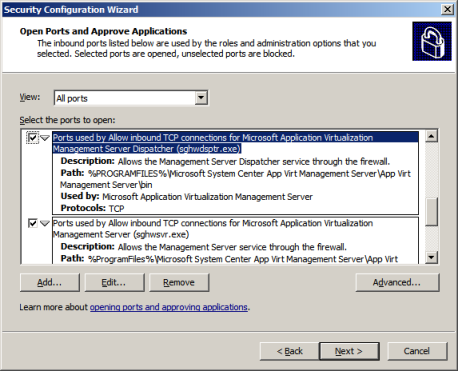 Security Configuration Wizard
Open Ports and Approve Applications
The inbound ports listed below are used by the roles and administration options that you
selected. Selected ports are opened, unselected ports are blocked.
View:
All ports
Select the ports to open:
Ports used by Allow inbound TCP connections for Microsoft Application Virtualization
Management Server Dispatcher (sghwdsptr.exe)
Description: Allows the Management Server Dispatcher service through the firewall.
Path: %PROGRAMFILES%\Microsoft System Center App Virt Management Server\App Virt
Management Server\bin
Used by: Microsoft Application Virtualization Management Server
Protocols: TCP
Ports used by Allow inbound TCP connections for Microsoft Application Virtualization
Management Server (sghwsvr.exe)
Description: Allows the Management Server service through the firewall.
Path: %ProgramFiles%\Microsoft System Center App Virt Management Server\App Virt
Add... Edit... Remove Advanced...
Learn more about opening ports and approving applications.
< Back Next > Cancel